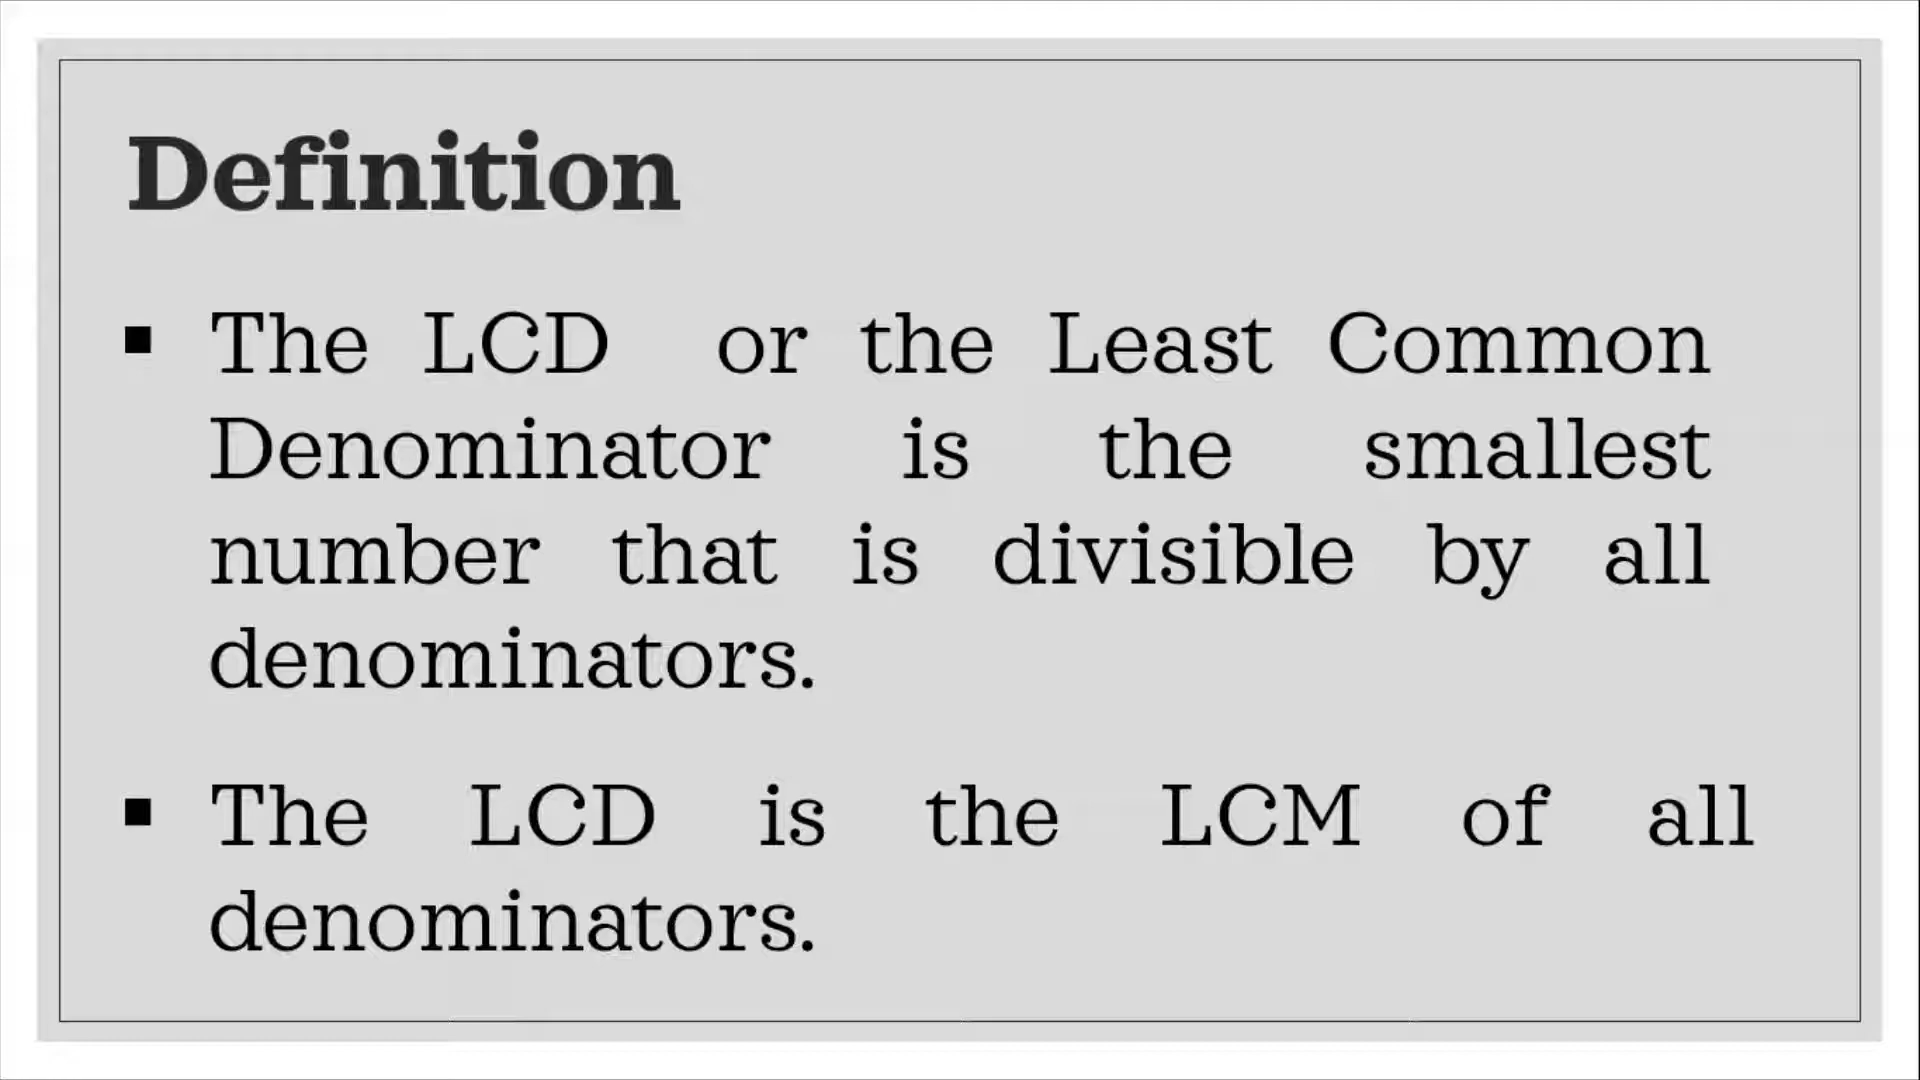 Definition
▪ The LCD or the Least Common
Denominator is the smallest
number that is divisible by all
denominators.
▪ The LCD is the LCM of all
denominators.